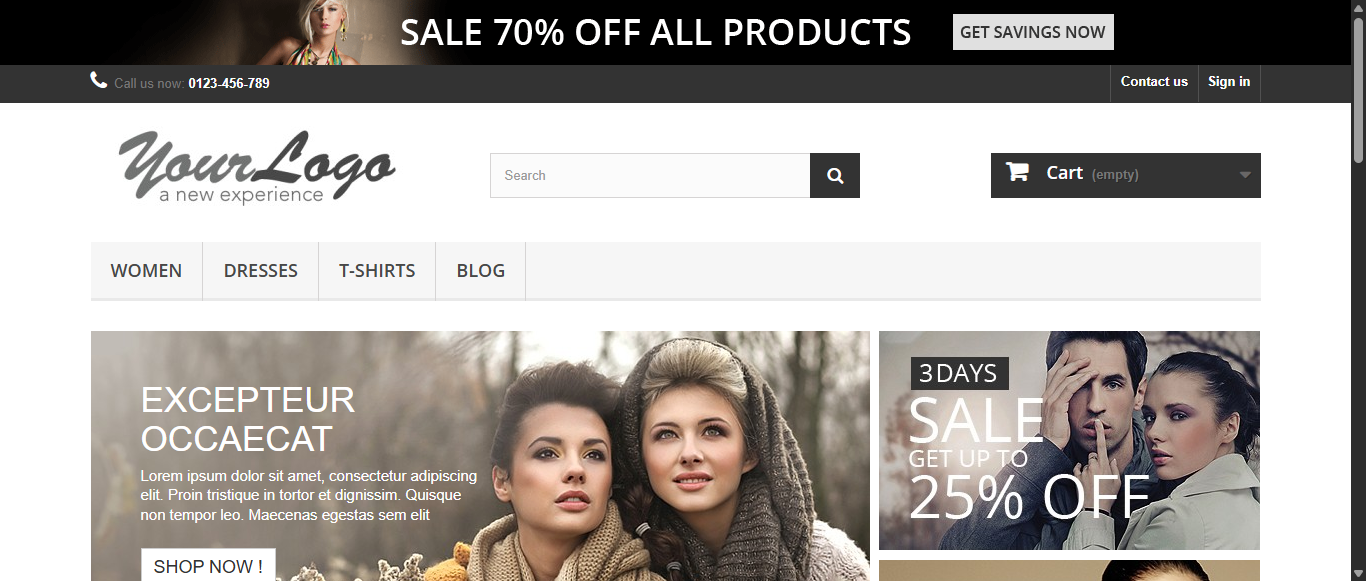 SALE 70% OFF ALL PRODUCTS GET SAVINGS NOW
Call us now: 0123-456-789 Contact us Sign in
YourLogo
a new experience
Search
Cart (empty)
WOMEN DRESSES T-SHIRTS BLOG
EXCEPTEUR
OCCAECAT
Lorem ipsum dolor sit amet, consectetur adipiscing
elit. Proin tristique in tortor et dignissim. Quisque
non tempor leo. Maecenas egestas sem elit
SHOP NOW !
3 DAYS
SALE
GET UP TO
25% OFF